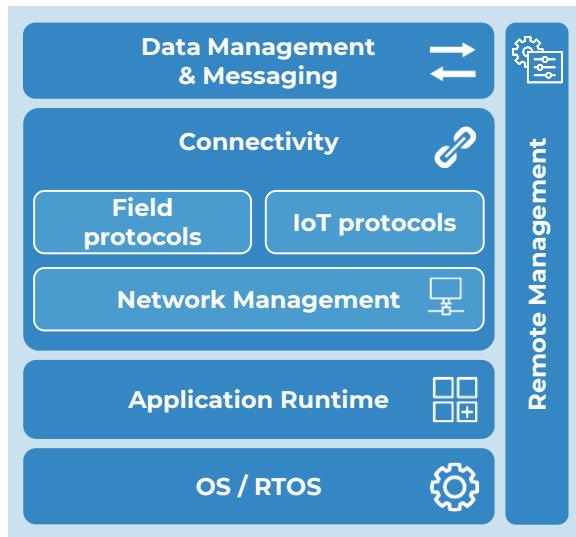 Data Management
& Messaging
Connectivity
Field
protocols
IoT protocols
Network Management
Application Runtime
OS / RTOS
Remote Management